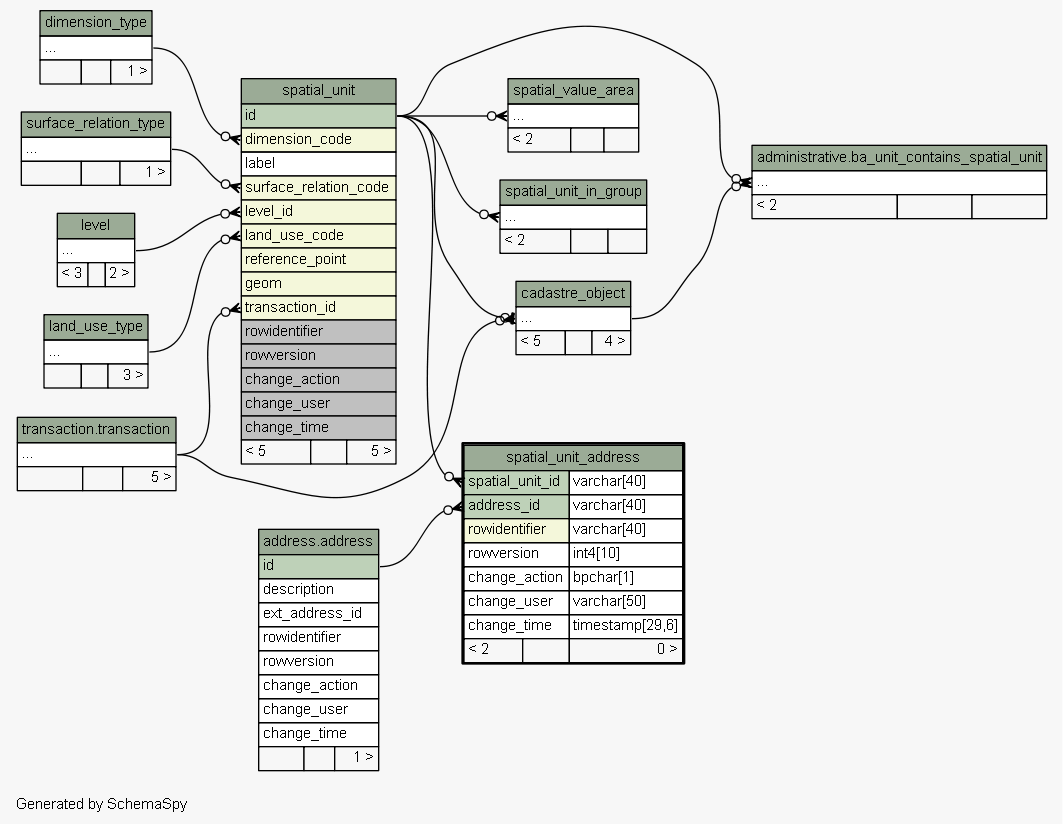 dimension_type
...
1 >
surface_relation_type
...
1 >
level
...
< 3 2 >
land_use_type
...
3 >
transaction.transaction
...
5 >
spatial_unit
id
dimension_code
label
surface_relation_code
level_id
land_use_code
reference_point
geom
transaction_id
rowidentifier
rowversion
change_action
change_user
change_time
< 5 5 >
address.address
id
description
ext_address_id
rowidentifier
rowversion
change_action
change_user
change_time
1 >
spatial_value_area
...
< 2
spatial_unit_in_group
...
< 2
cadastre_object
...
< 5 4 >
spatial_unit_address
spatial_unit_id varchar[40]
address_id varchar[40]
rowidentifier varchar[40]
rowversion int4[10]
change_action bpchar[1]
change_user varchar[50]
change_time timestamp[29,6]
< 2 0 >
administrative.ba_unit_contains_spatial_unit
...
< 2
Generated by SchemaSpy